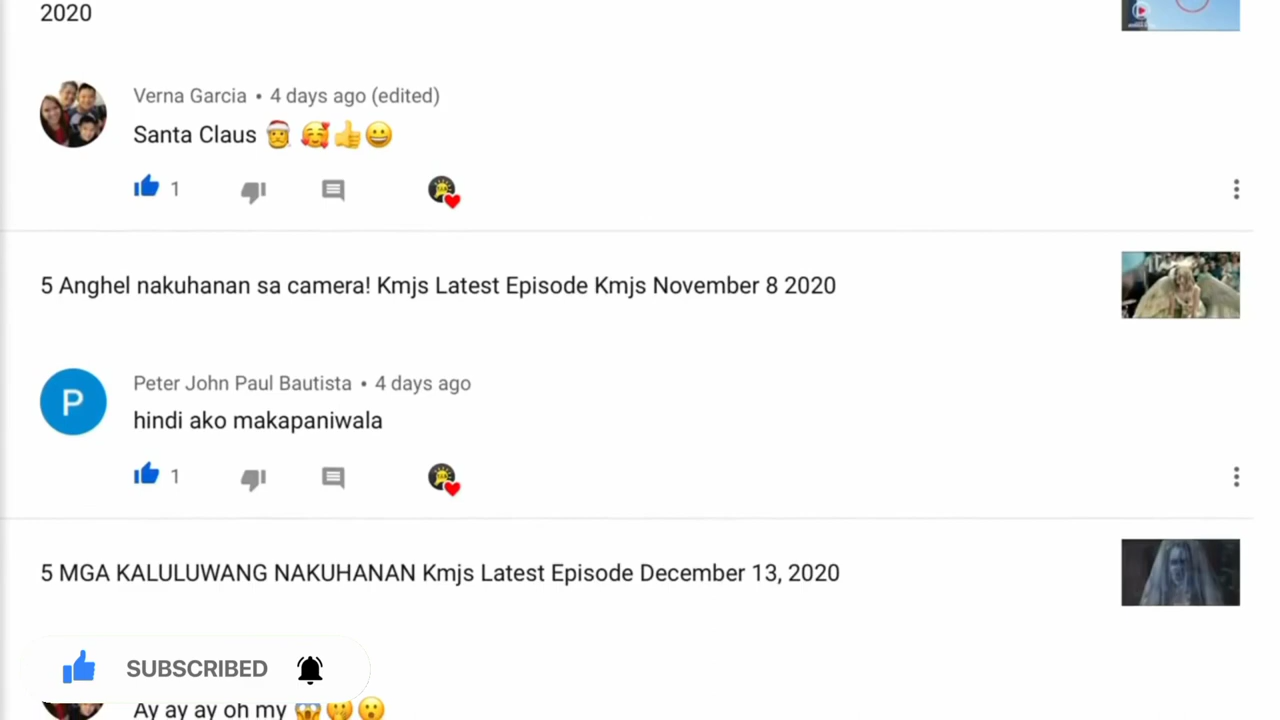 2020
Verna Garcia • 4 days ago (edited)
Santa Claus 🎅 🥰👍😀
1
5 Anghel nakuhanan sa camera! Kmjs Latest Episode Kmjs November 8 2020
P
Peter John Paul Bautista • 4 days ago
hindi ako makapaniwala
1
5 MGA KALULUWANG NAKUHANAN Kmjs Latest Episode December 13, 2020
SUBSCRIBED
Ay ay ay oh my 😱🤭😮